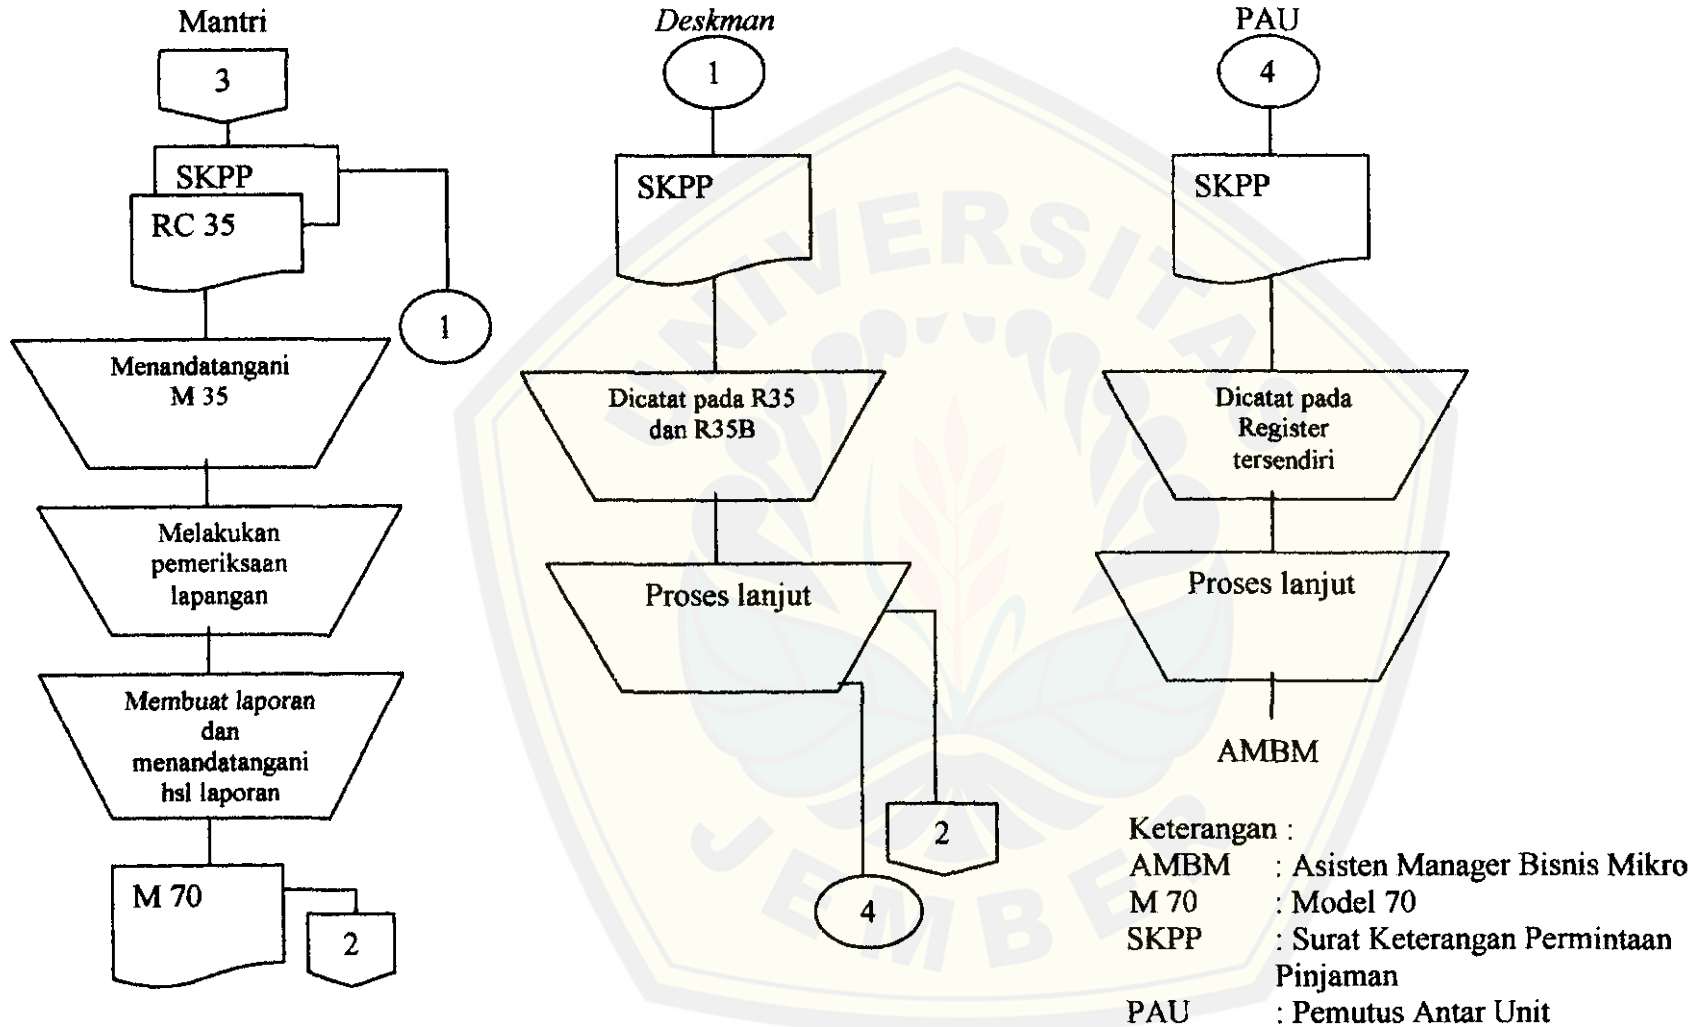 Mantri
3
SKPP
RC 35
1
Menandatangani
M 35
Melakukan
pemeriksaan
lapangan
Membuat laporan
dan
menandatangani
hsl laporan
M 70
2
Deskman
1
SKPP
Dicatat pada R35
dan R35B
Proses lanjut
2
4
PAU
4
SKPP
Dicatat pada
Register
tersendiri
Proses lanjut
AMBM
Keterangan :
AMBM : Asisten Manager Bisnis Mikro
M 70 : Model 70
SKPP : Surat Keterangan Permintaan
Pinjaman
PAU : Pemutus Antar Unit
UNIVERSITAS
JEMBER